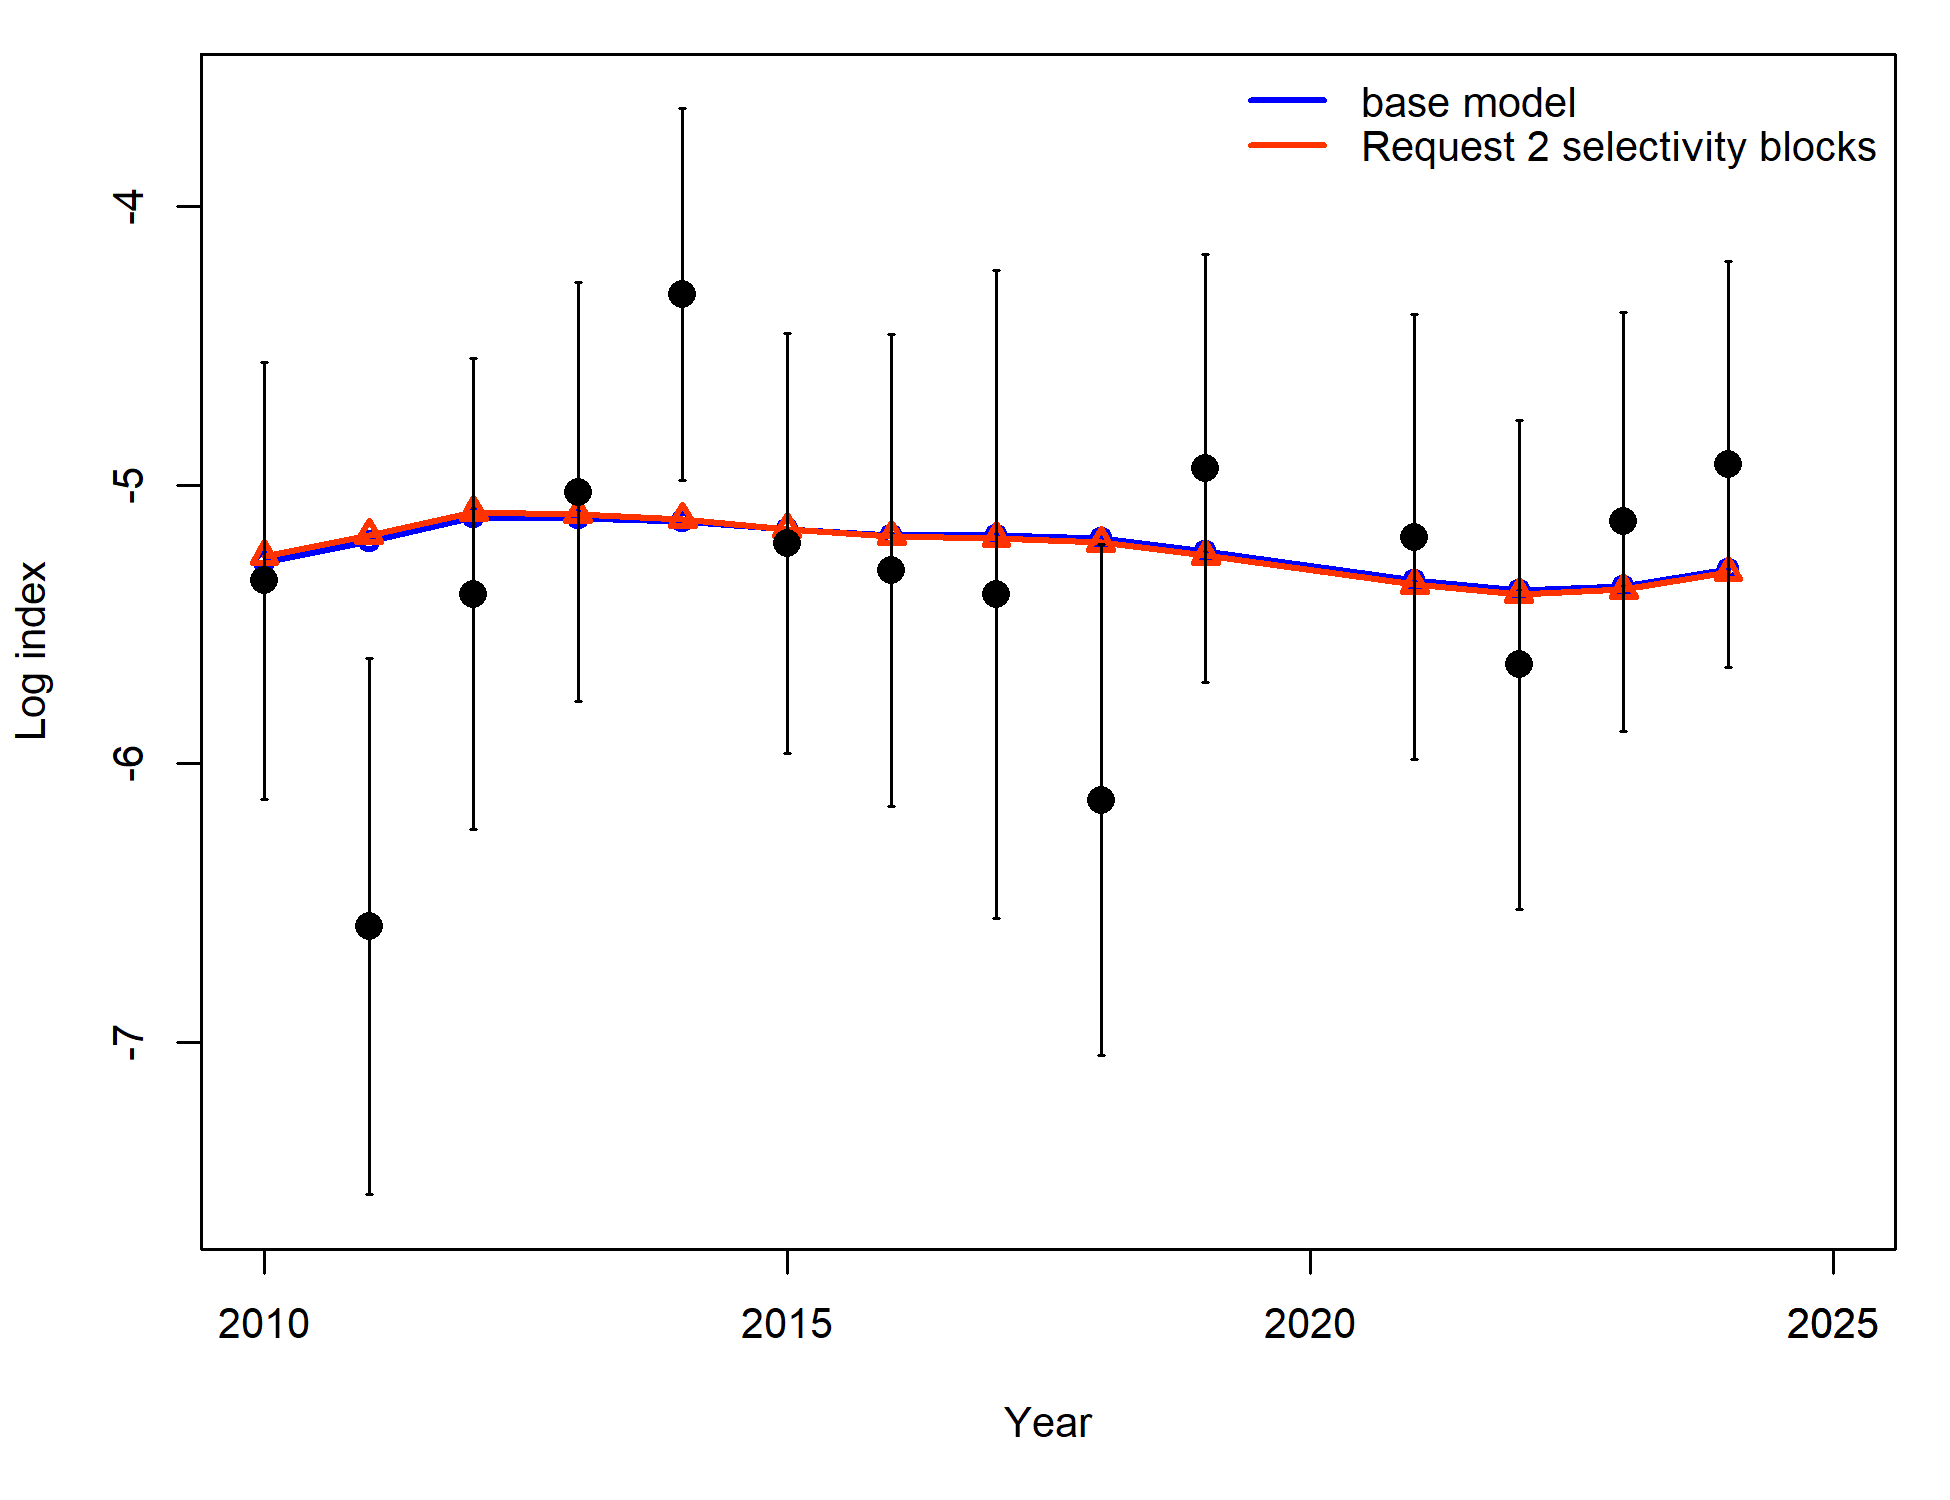 base model
Request 2 selectivity blocks
-4
-5
-6
-7
Log index
2010 2015 2020 2025
Year